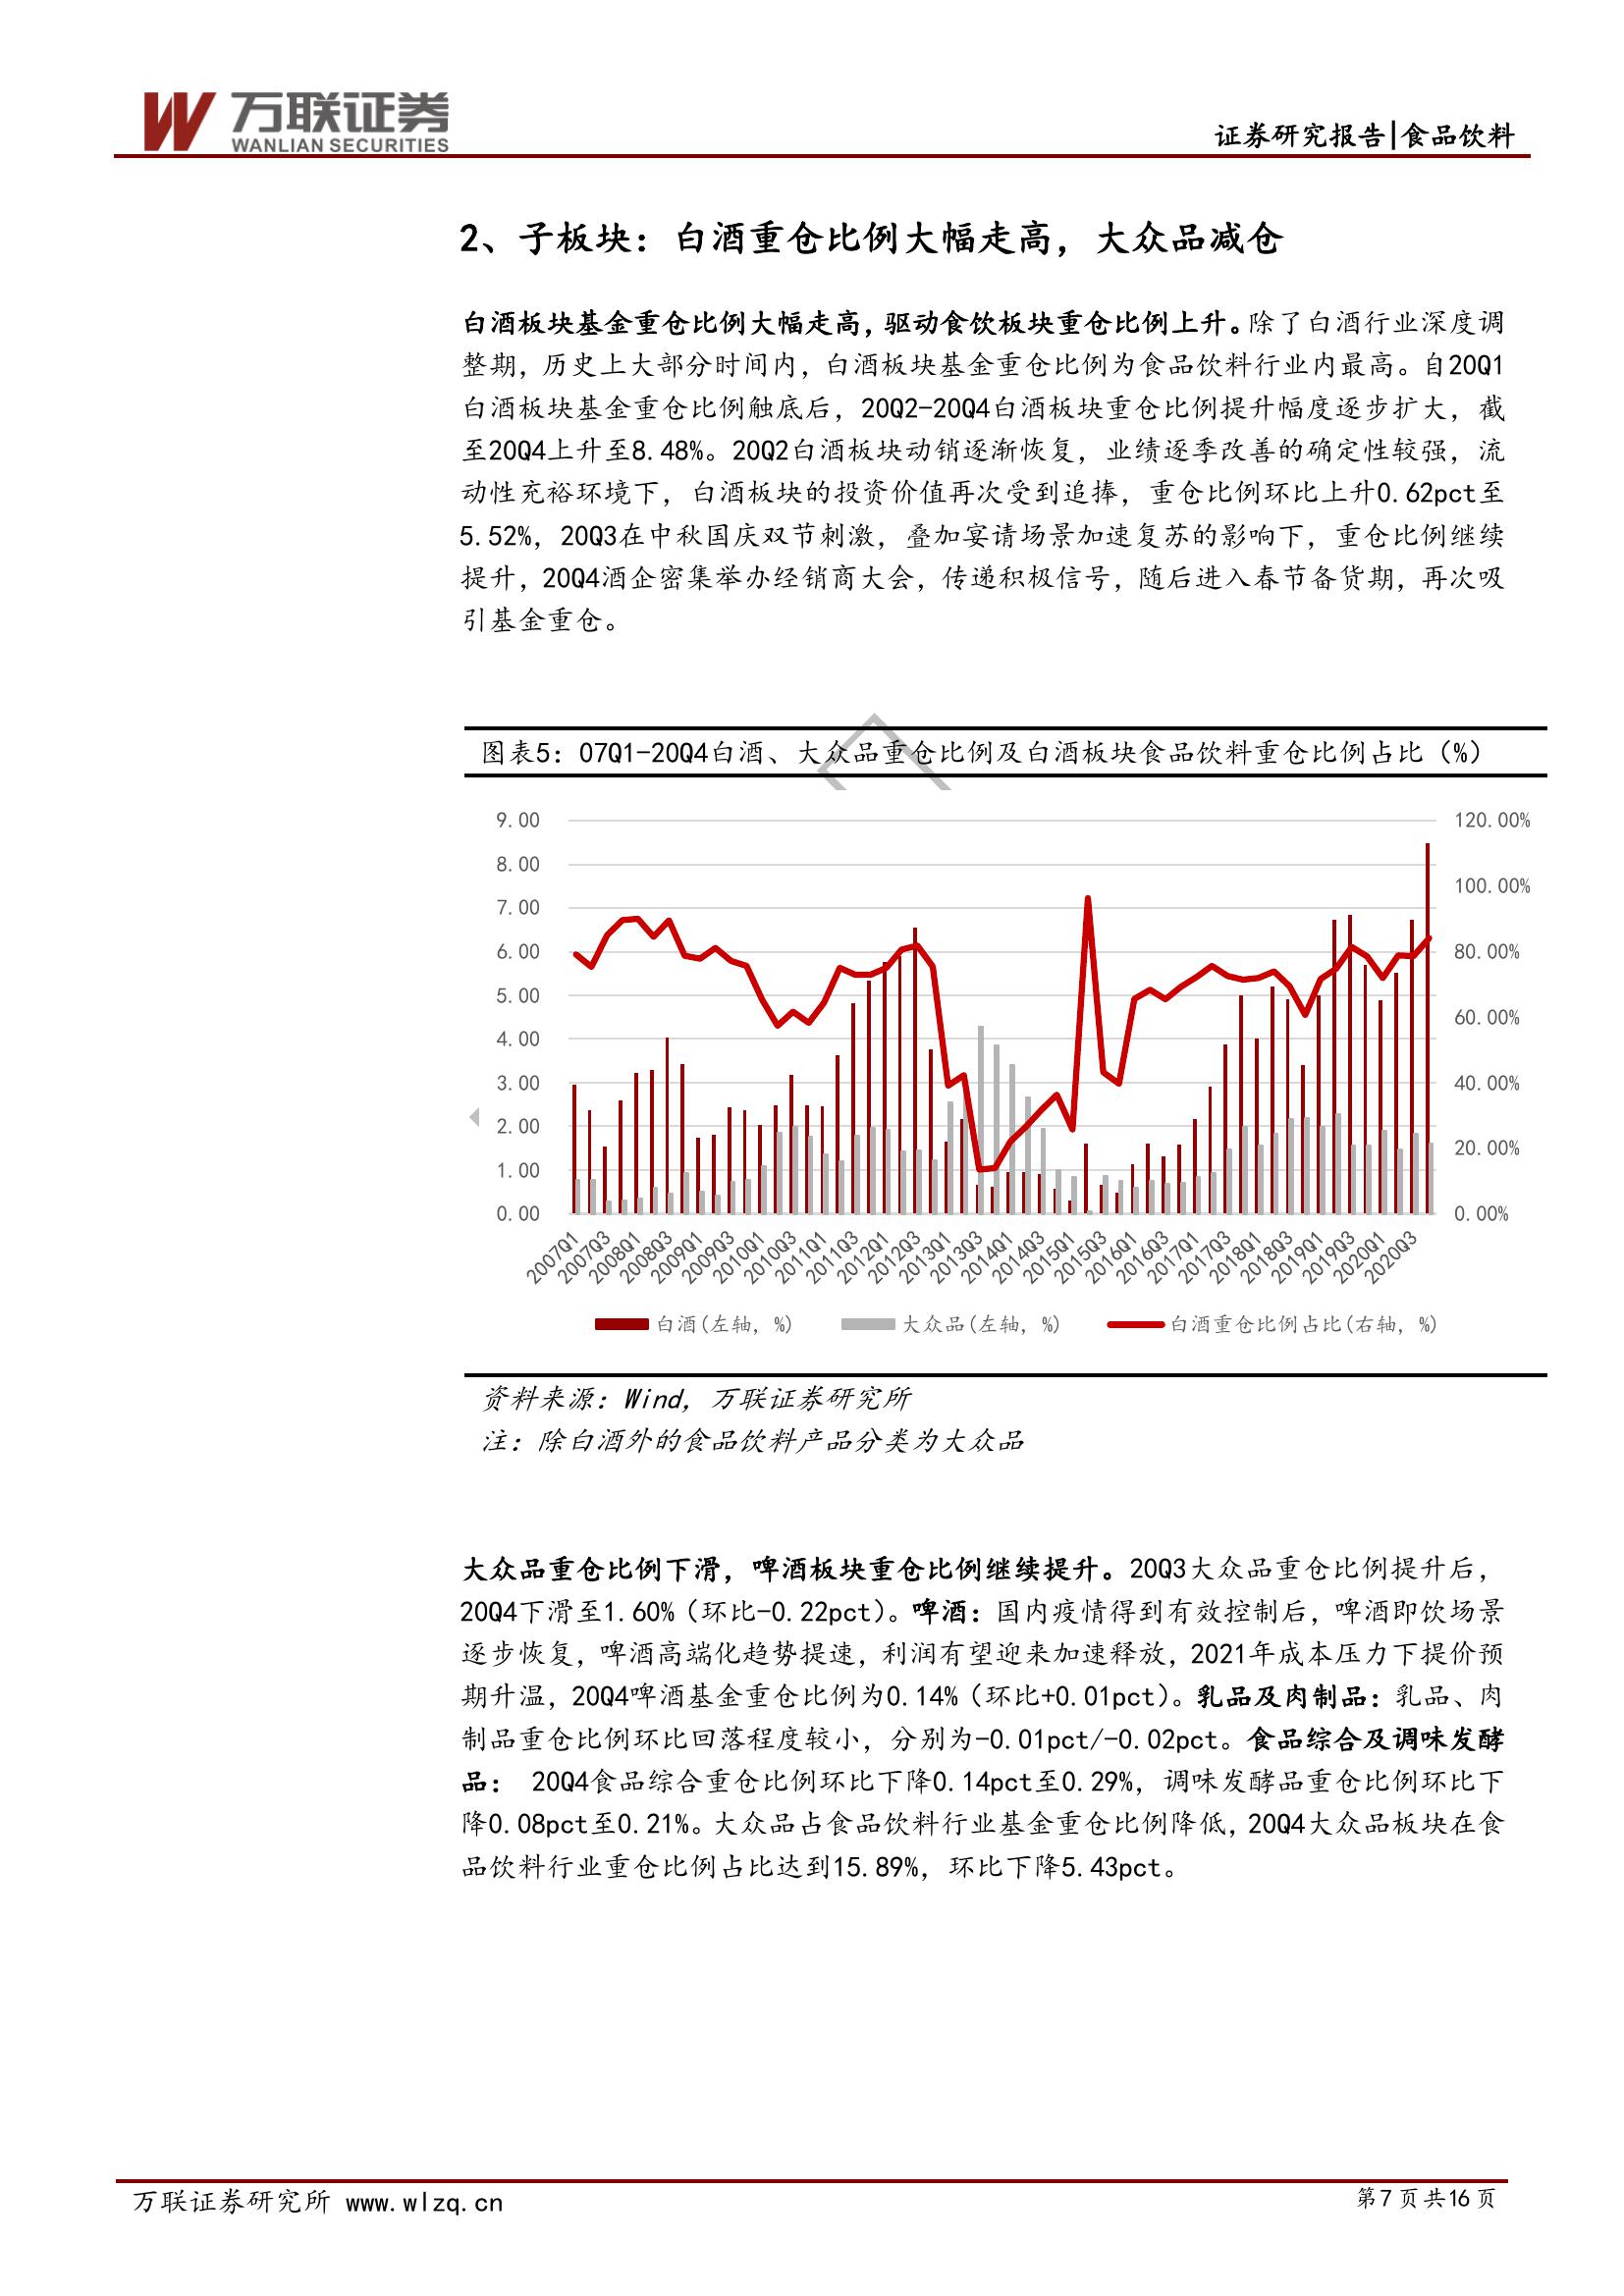 万联证券
WANLIAN SECURITIES
证券研究报告|食品饮料
2、子板块：白酒重仓比例大幅走高，大众品减仓
白酒板块基金重仓比例大幅走高，驱动食饮板块重仓比例上升。除了白酒行业深度调
整期，历史上大部分时间内，白酒板块基金重仓比例为食品饮料行业内最高。自20Q1
白酒板块基金重仓比例触底后，20Q2-20Q4白酒板块重仓比例提升幅度逐步扩大，截
至20Q4上升至8.48%。20Q2白酒板块动销逐渐恢复，业绩逐季改善的确定性较强，流
动性充裕环境下，白酒板块的投资价值再次受到追捧，重仓比例环比上升0.62pct至
5.52%，20Q3在中秋国庆双节刺激，叠加宴请场景加速复苏的影响下，重仓比例继续
提升，20Q4酒企密集举办经销商大会，传递积极信号，随后进入春节备货期，再次吸
引基金重仓。
图表5：07Q1-20Q4白酒、大众品重仓比例及白酒板块食品饮料重仓比例占比（%）
9.00
8.00
7.00
6.00
5.00
4.00
3.00
2.00
1.00
0.00
120.00%
100.00%
80.00%
60.00%
40.00%
20.00%
0.00%
2007Q1
2007Q3
2008Q1
2008Q3
2009Q1
2009Q3
2010Q1
2010Q3
2011Q1
2011Q3
2012Q1
2012Q3
2013Q1
2013Q3
2014Q1
2014Q3
2015Q1
2015Q3
2016Q1
2016Q3
2017Q1
2017Q3
2018Q1
2018Q3
2019Q1
2019Q3
2020Q1
2020Q3
白酒(左轴, %)
大众品(左轴, %)
白酒重仓比例占比(右轴, %)
资料来源：Wind，万联证券研究所
注：除白酒外的食品饮料产品分类为大众品
大众品重仓比例下滑，啤酒板块重仓比例继续提升。20Q3大众品重仓比例提升后，
20Q4下滑至1.60%（环比-0.22pct）。啤酒：国内疫情得到有效控制后，啤酒即饮场景
逐步恢复，啤酒高端化趋势提速，利润有望迎来加速释放，2021年成本压力下提价预
期升温，20Q4啤酒基金重仓比例为0.14%（环比+0.01pct）。乳品及肉制品：乳品、肉
制品重仓比例环比回落程度较小，分别为-0.01pct/-0.02pct。食品综合及调味发酵
品： 20Q4食品综合重仓比例环比下降0.14pct至0.29%，调味发酵品重仓比例环比下
降0.08pct至0.21%。大众品占食品饮料行业基金重仓比例降低，20Q4大众品板块在食
品饮料行业重仓比例占比达到15.89%，环比下降5.43pct。
万联证券研究所 www.wlzq.cn
第7页共16页